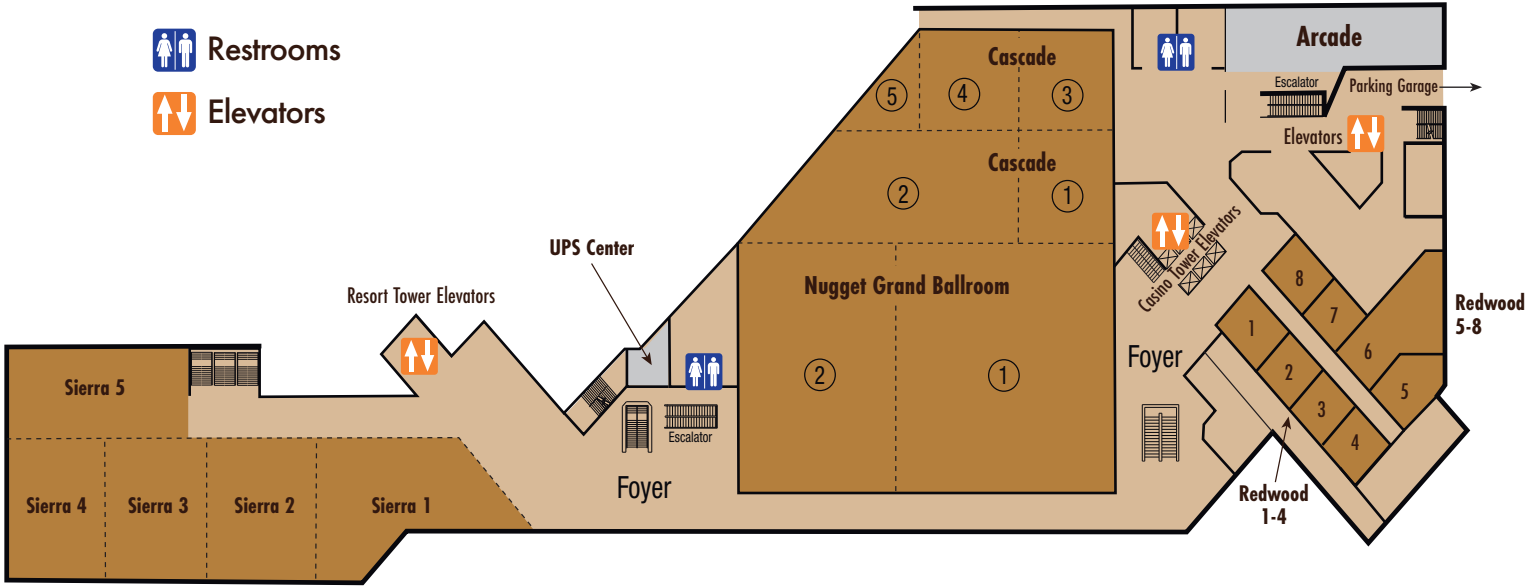 Restrooms
Elevators
Arcade
Escalator
Parking Garage
Elevators
Cascade
5
4
3
Cascade
2
1
Casino Tower Elevators
UPS Center
Nugget Grand Ballroom
2
1
Resort Tower Elevators
Redwood
5-8
8
7
6
5
1
2
3
4
Foyer
Redwood
1-4
Escalator
Foyer
Sierra 5
Sierra 4
Sierra 3
Sierra 2
Sierra 1